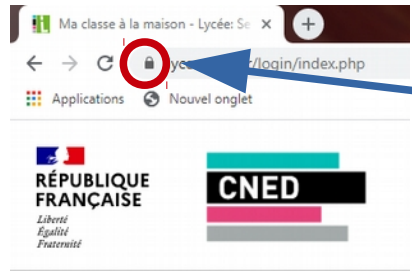 Ma classe à la maison - Lycée: Se
/login/index.php
Applications Nouvel onglet
RÉPUBLIQUE
FRANÇAISE
Liberté
Égalité
Fraternité
CNED